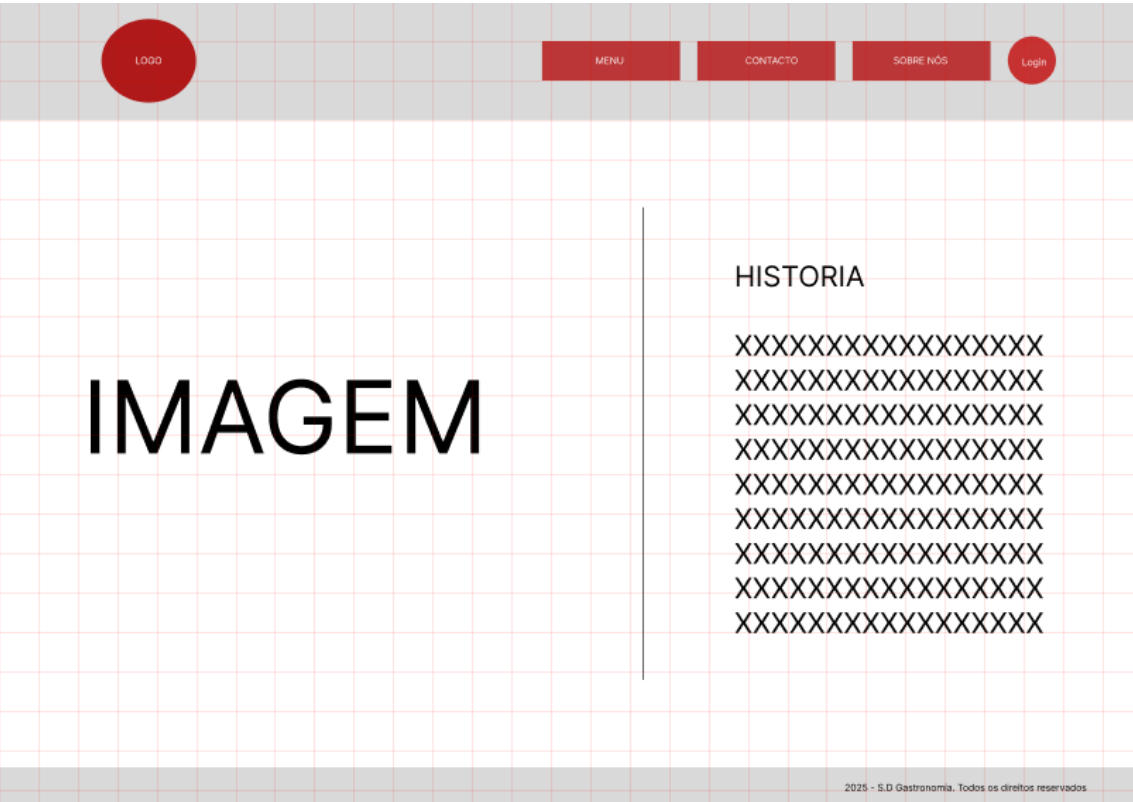 LOGO
MENU
CONTACTO
SOBRE NÓS
Login
IMAGEM
HISTORIA
XXXXXXXXXXXXXXXXX
XXXXXXXXXXXXXXXXX
XXXXXXXXXXXXXXXXX
XXXXXXXXXXXXXXXXX
XXXXXXXXXXXXXXXXX
XXXXXXXXXXXXXXXXX
XXXXXXXXXXXXXXXXX
XXXXXXXXXXXXXXXXX
XXXXXXXXXXXXXXXXX
2025 - S.D Gastronomia. Todos os direitos reservados